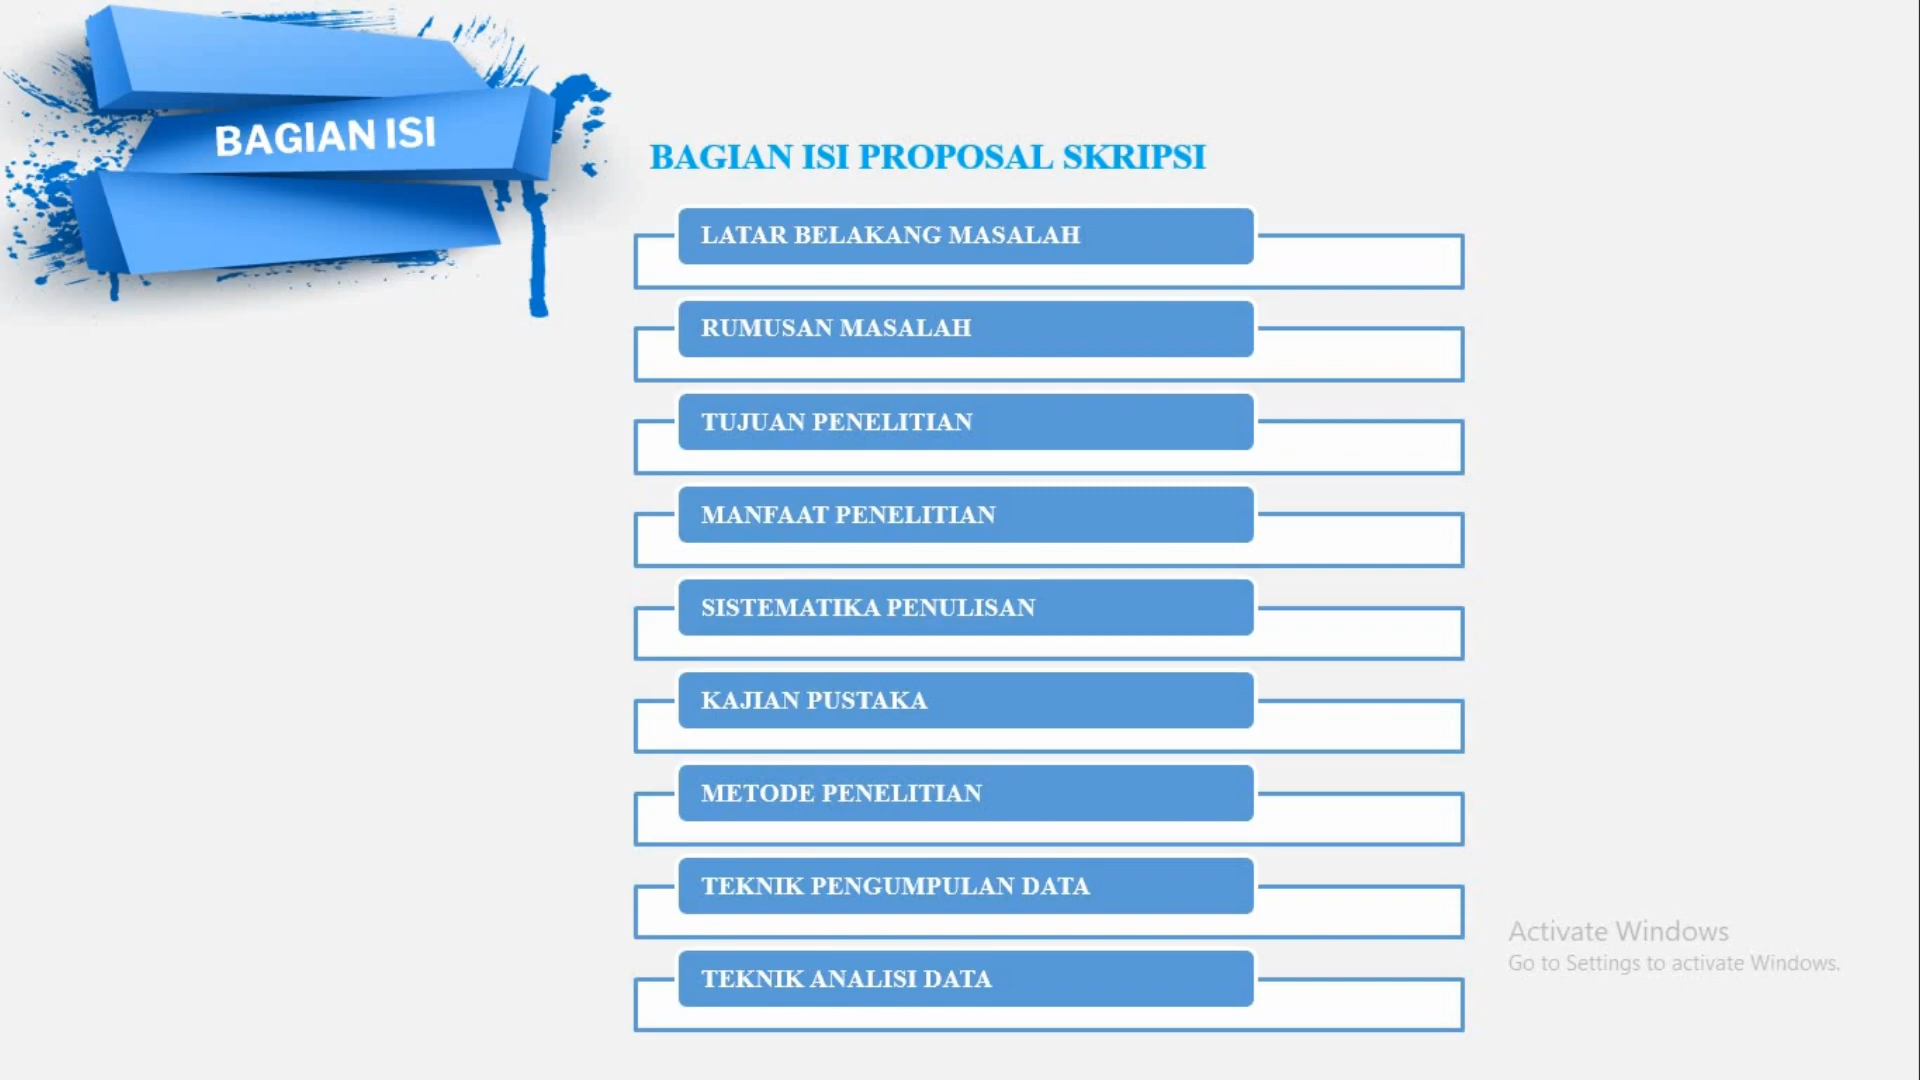 BAGIAN ISI
BAGIAN ISI PROPOSAL SKRIPSI
LATAR BELAKANG MASALAH
RUMUSAN MASALAH
TUJUAN PENELITIAN
MANFAAT PENELITIAN
SISTEMATIKA PENULISAN
KAJIAN PUSTAKA
METODE PENELITIAN
TEKNIK PENGUMPULAN DATA
TEKNIK ANALISI DATA
Activate Windows
Go to Settings to activate Windows.